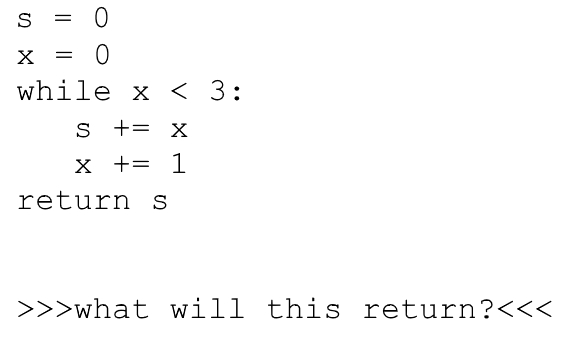 s = 0
x = 0
while x < 3:
   s += x
   x += 1
return s
>>>what will this return?<<<